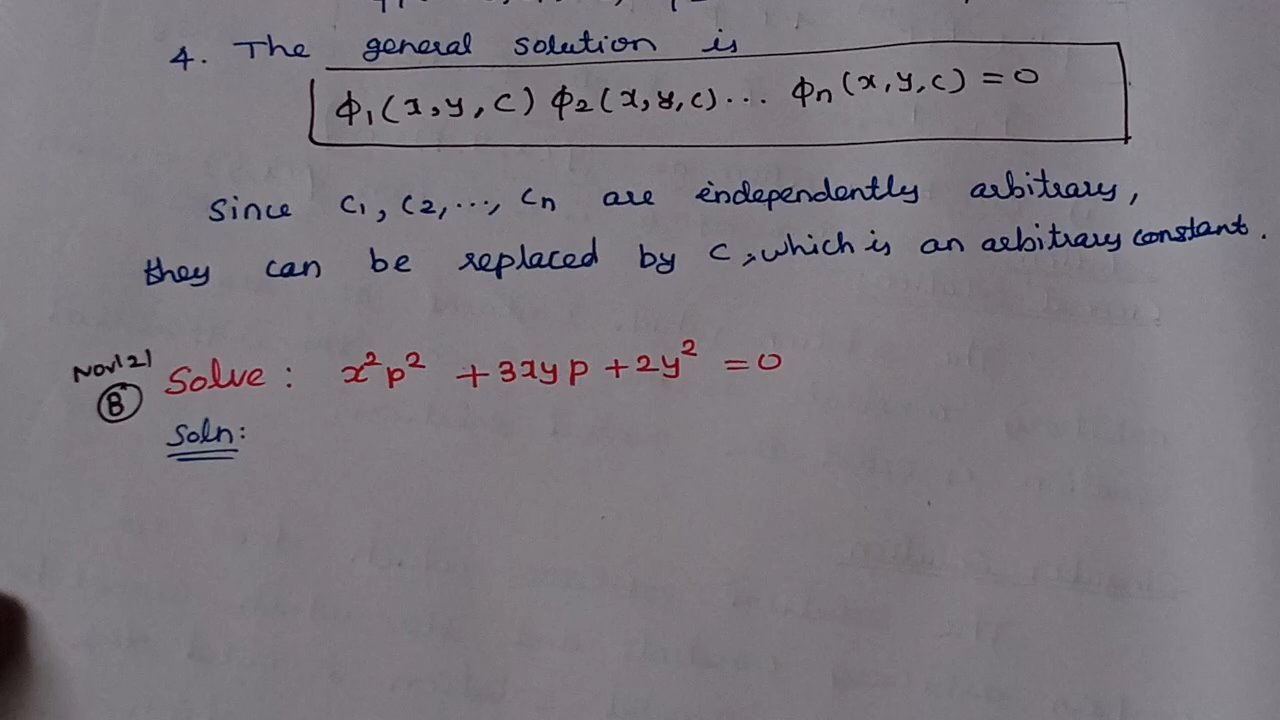 4. The general solution is
ϕ₁(x,y,c) ϕ₂(x,y,c)... ϕn(x,y,c) = 0
Since c₁, c₂,..., cn are independently arbitrary,
they can be replaced by c, which is an arbitrary constant.
Nov'21
B Solve: x²p² + 3xyp + 2y² = 0
Soln: